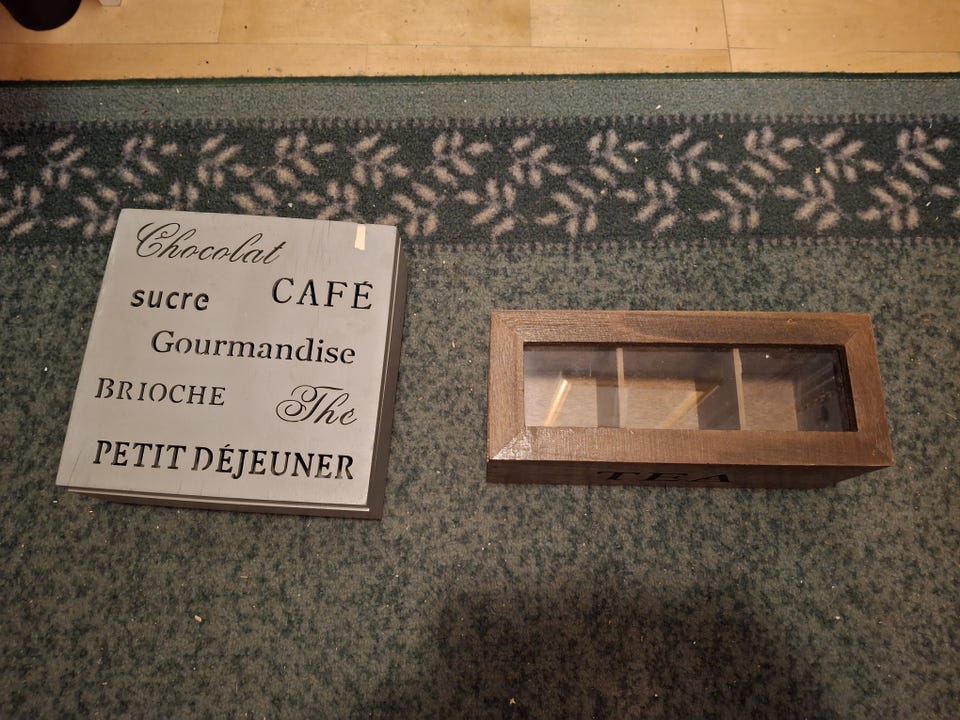 Chocolat
sucre CAFÉ
Gourmandise
BRIOCHE The
PETIT DÉJEUNER
TEA